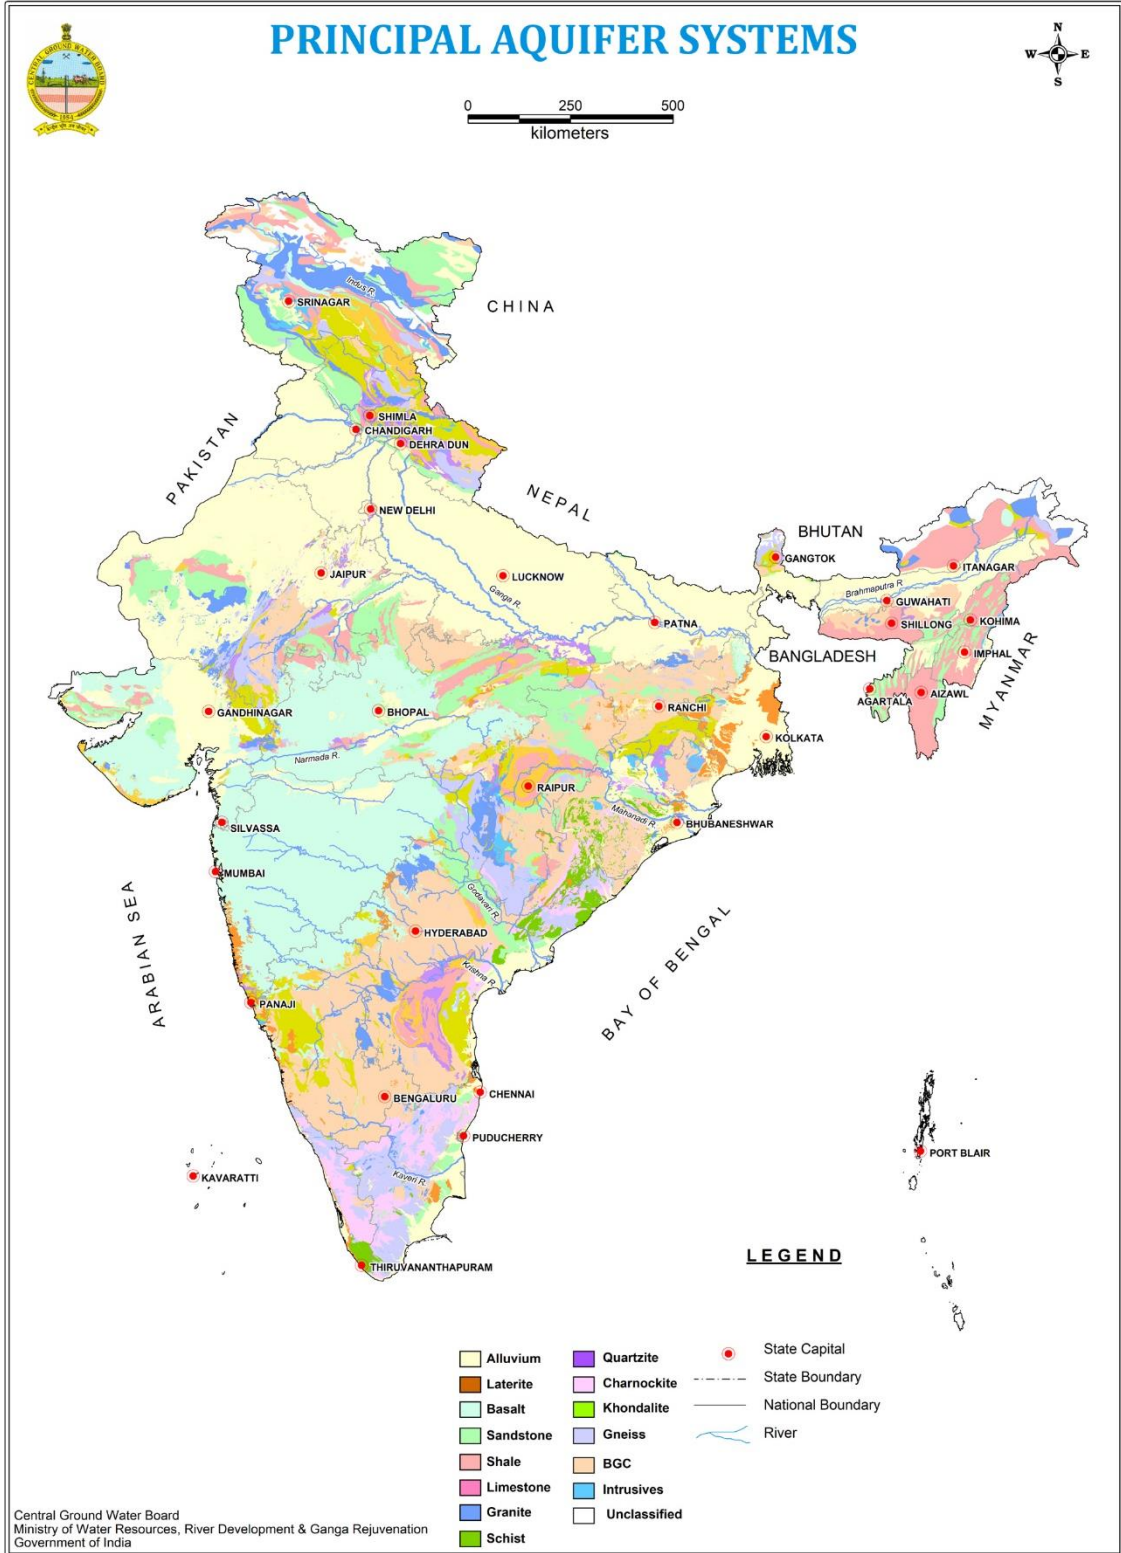 PRINCIPAL AQUIFER SYSTEMS
CENTRAL GROUND WATER BOARD
N
W E
S
0 250 500
kilometers
CHINA
Indus R.
SRINAGAR
PAKISTAN
SHIMLA
CHANDIGARH
DEHRA DUN
NEPAL
NEW DELHI
BHUTAN
GANGTOK
ITANAGAR
JAIPUR
LUCKNOW
Ganga R.
Brahmaputra R
GUWAHATI
PATNA
SHILLONG
KOHIMA
BANGLADESH
IMPHAL
MYANMAR
GANDHINAGAR
BHOPAL
RANCHI
AGARTALA
AIZAWL
KOLKATA
Narmada R.
RAIPUR
SILVASSA
Mahanadi R.
BHUBANESHWAR
MUMBAI
ARABIAN SEA
Godavari R.
HYDERABAD
Krishna R.
BAY OF BENGAL
PANAJI
BENGALURU
CHENNAI
PUDUCHERRY
KAVARATTI
Kaveri R.
PORT BLAIR
THIRUVANANTHAPURAM
LEGEND
Alluvium
Laterite
Basalt
Sandstone
Shale
Limestone
Granite
Schist
Quartzite
Charnockite
Khondalite
Gneiss
BGC
Intrusives
Unclassified
State Capital
State Boundary
National Boundary
River
Central Ground Water Board
Ministry of Water Resources, River Development & Ganga Rejuvenation
Government of India